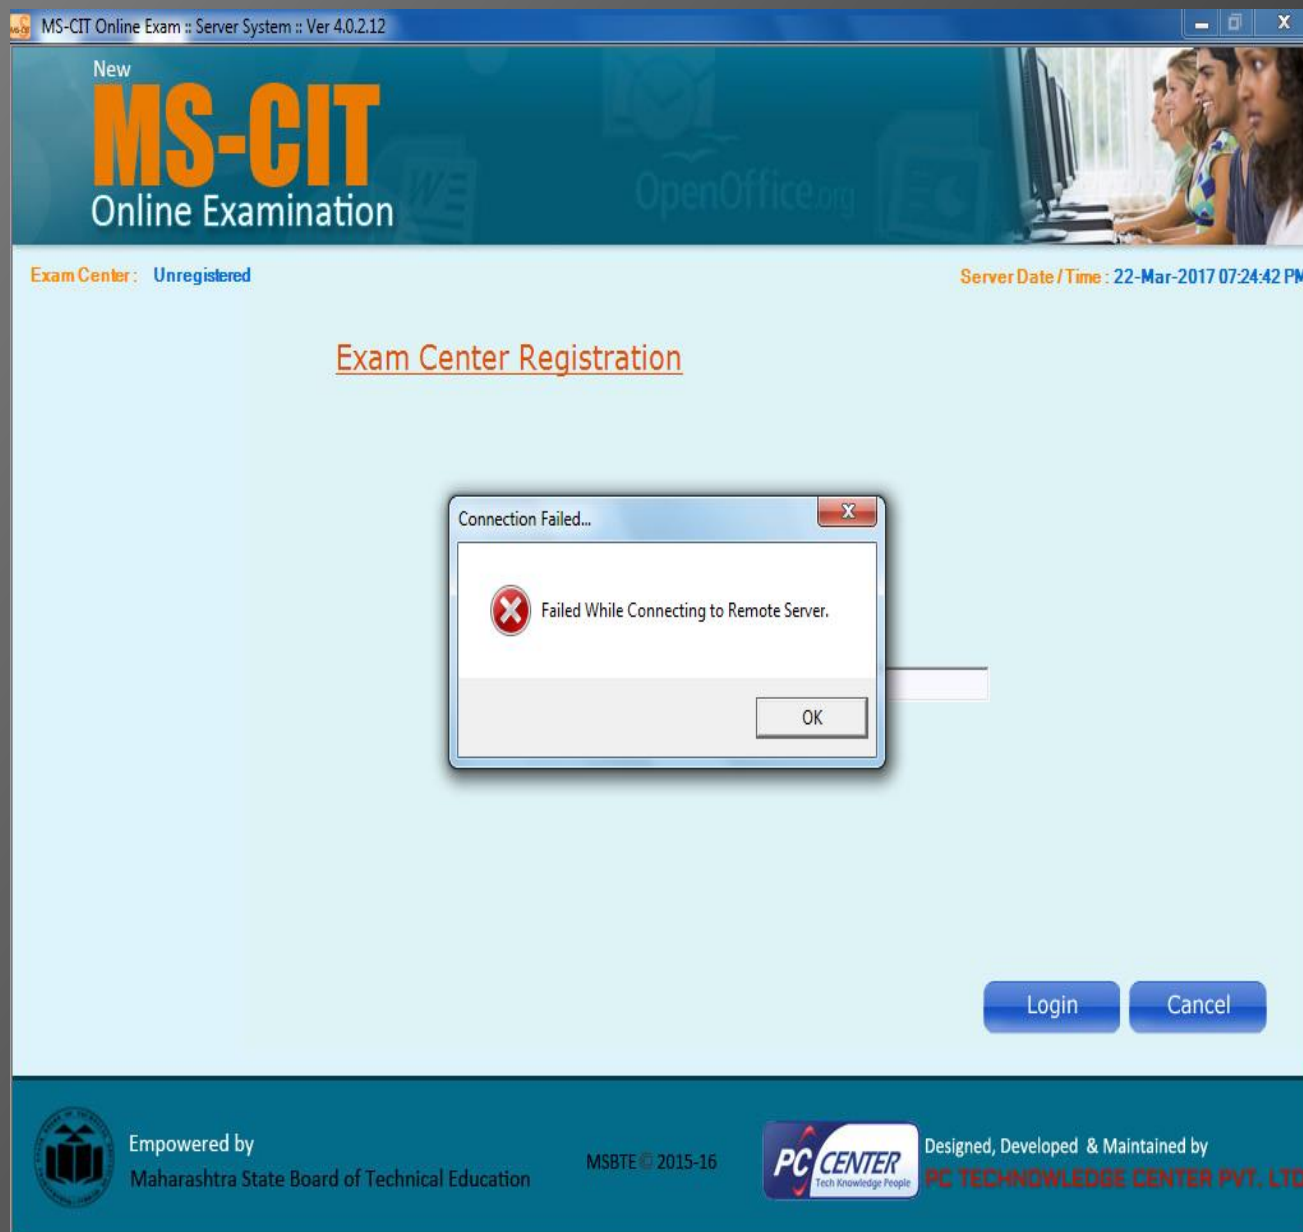 MS-CIT Online Exam :: Server System :: Ver 4.0.2.12
New
MS-CIT
Online Examination
OpenOffice.org
Exam Center : Unregistered
Server Date / Time : 22-Mar-2017 07:24:42 PM
Exam Center Registration
Connection Failed...
Failed While Connecting to Remote Server.
OK
Login
Cancel
Empowered by
Maharashtra State Board of Technical Education
MSBTE © 2015-16
PC CENTER
Tech Knowledge People
Designed, Developed & Maintained by
PC TECHNOWLEDGE CENTER PVT. LTD